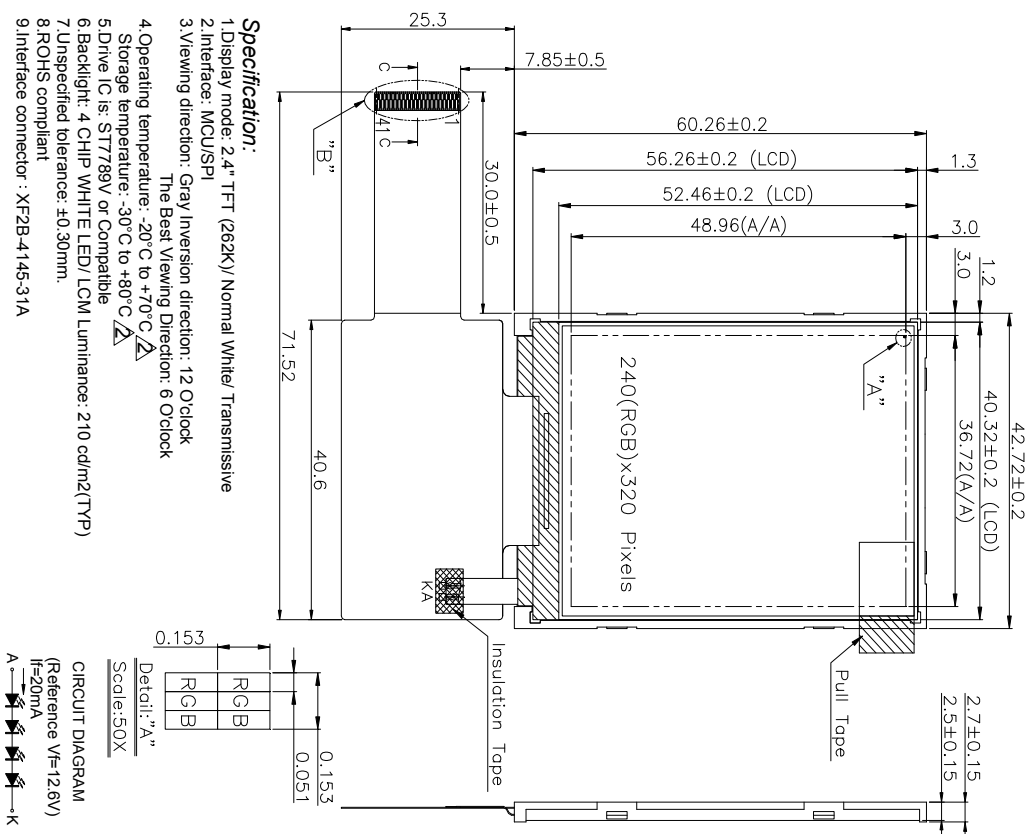 25.3
7.85±0.5
60.26±0.2
56.26±0.2 (LCD)
1.3
52.46±0.2 (LCD)
48.96(A/A)
3.0
C
C
1
41
"B"
30.0±0.5
71.52
40.6
3.0
1.2
42.72±0.2
40.32±0.2 (LCD)
36.72(A/A)
"A"
240(RGB)x320 Pixels
KA
Insulation Tape
Pull Tape
2.7±0.15
2.5±0.15
Specification:
1.Display mode: 2.4" TFT (262K)/ Normal White/ Transmissive
2.Interface: MCU/SPI
3.Viewing direction: Gray Inversion direction: 12 O'clock
The Best Viewing Direction: 6 O'clock
4.Operating temperature: -20°C to +70°C 2
Storage temperature: -30°C to +80°C 2
5.Drive IC is: ST7789V or Compatible
6.Backlight: 4 CHIP WHITE LED/ LCM Luminance: 210 cd/m2(TYP)
7.Unspecified tolerance: ±0.30mm.
8.ROHS compliant
9.Interface connector : XF2B-4145-31A
0.153
RGB RGB
RGB RGB
0.153
0.051
Detail:"A"
Scale:50X
CIRCUIT DIAGRAM
(Reference Vf=12.6V)
If=20mA
A K